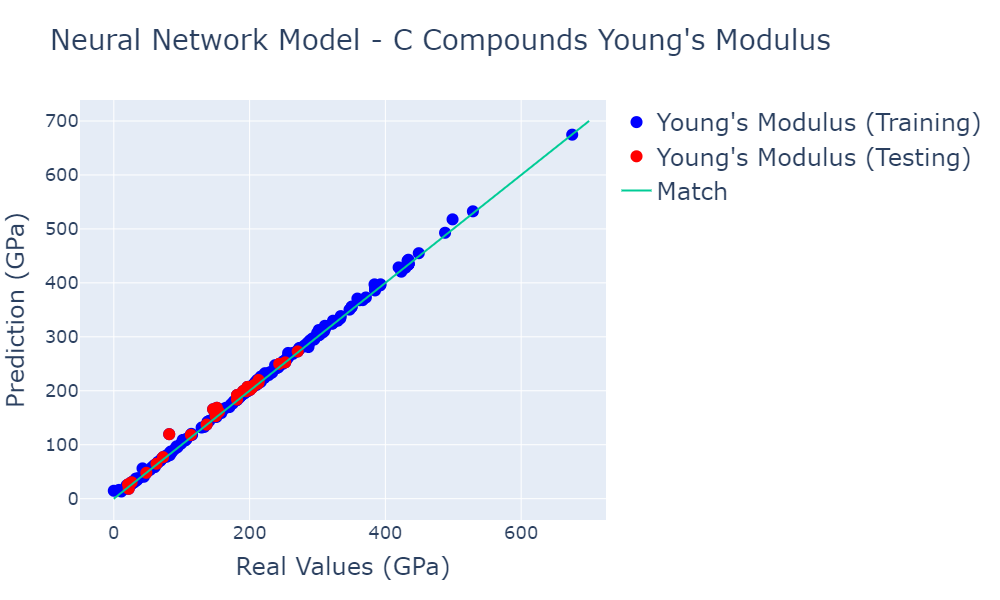 Neural Network Model - C Compounds Young's Modulus
Young's Modulus (Training)
Young's Modulus (Testing)
Match
Prediction (GPa)
700
600
500
400
300
200
100
0
0 200 400 600
Real Values (GPa)